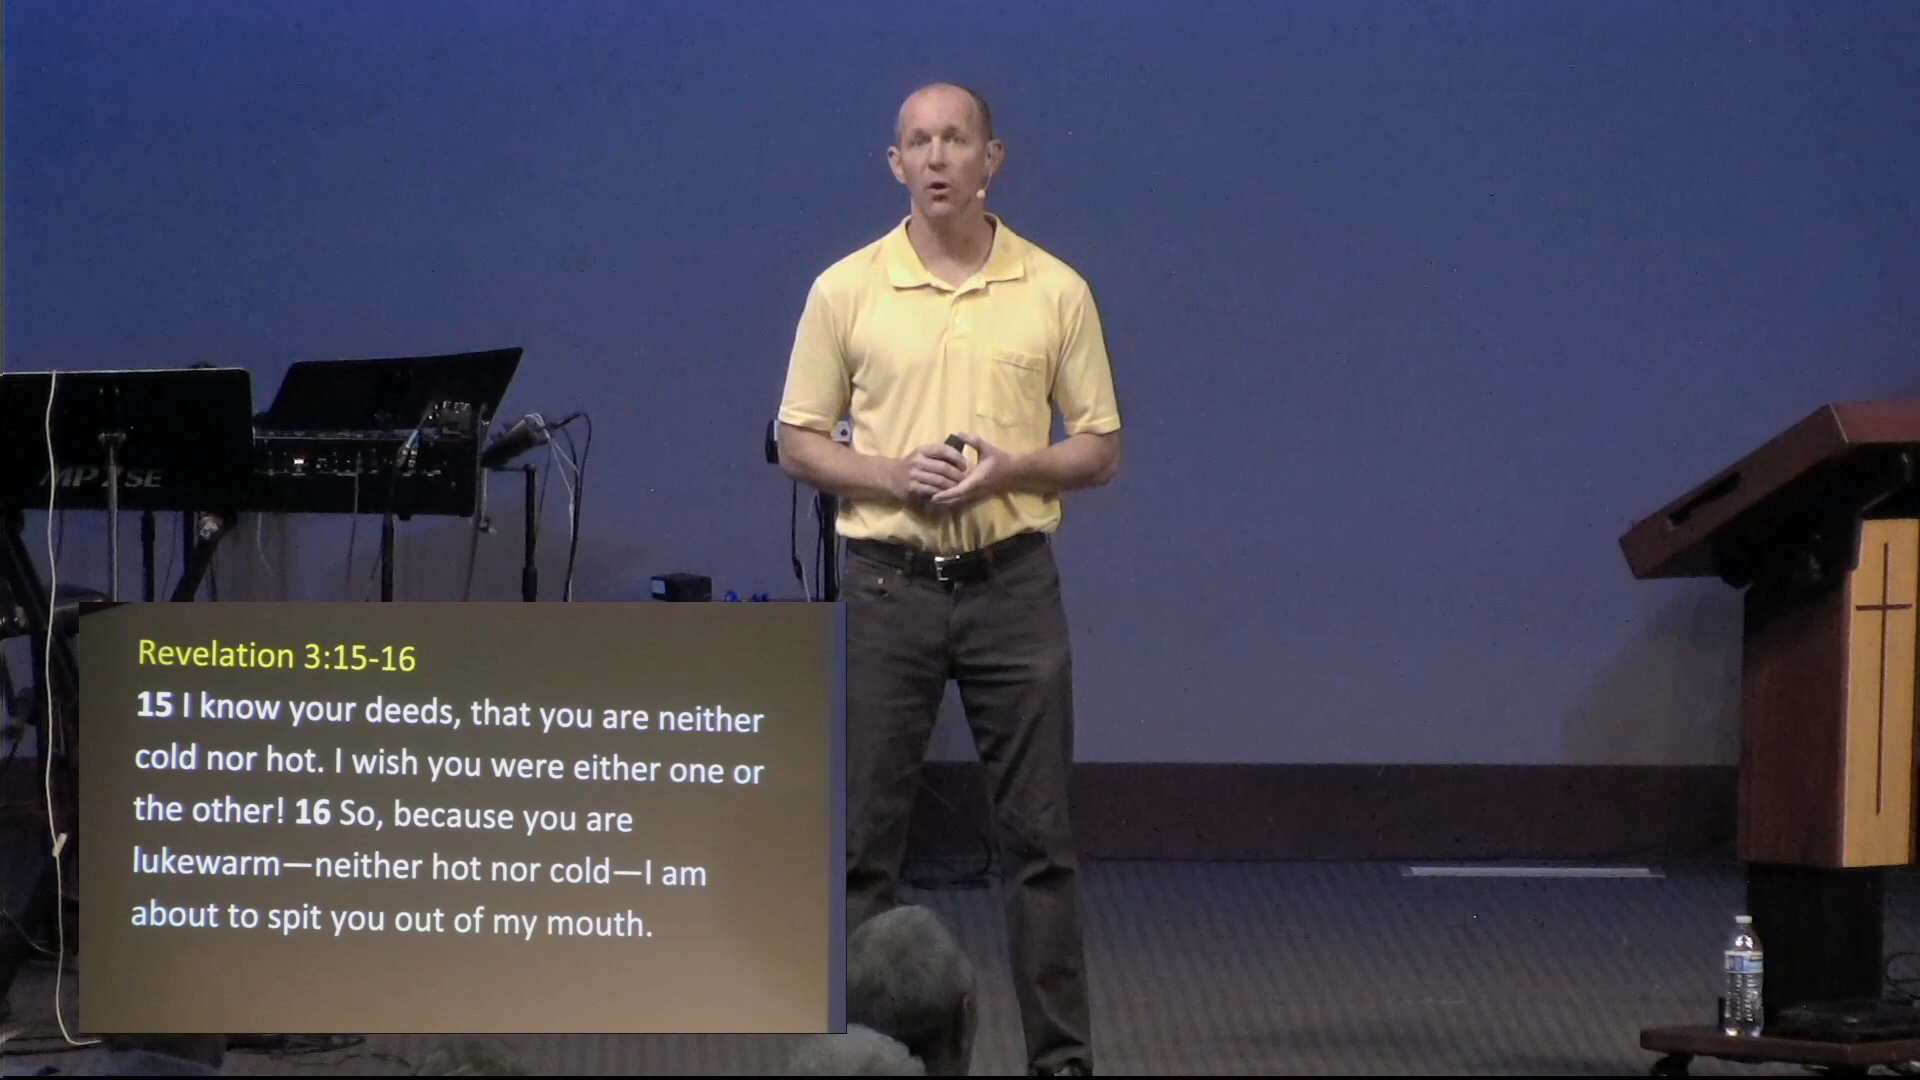 MP7SE
Revelation 3:15-16
15 I know your deeds, that you are neither
cold nor hot. I wish you were either one or
the other! 16 So, because you are
lukewarm—neither hot nor cold—I am
about to spit you out of my mouth.